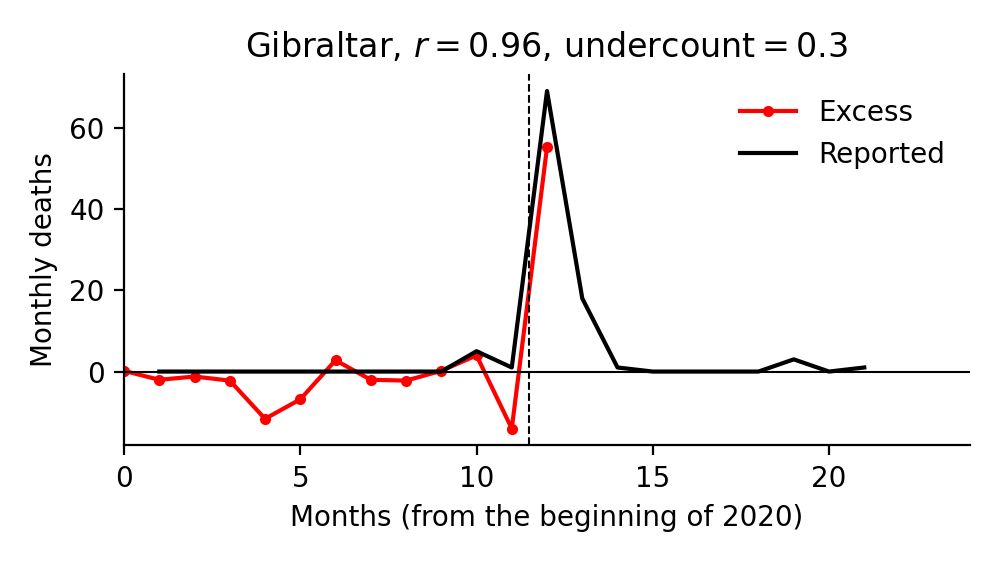 Gibraltar, r = 0.96, undercount = 0.3
Monthly deaths
60
40
20
0
Excess
Reported
0 5 10 15 20
Months (from the beginning of 2020)